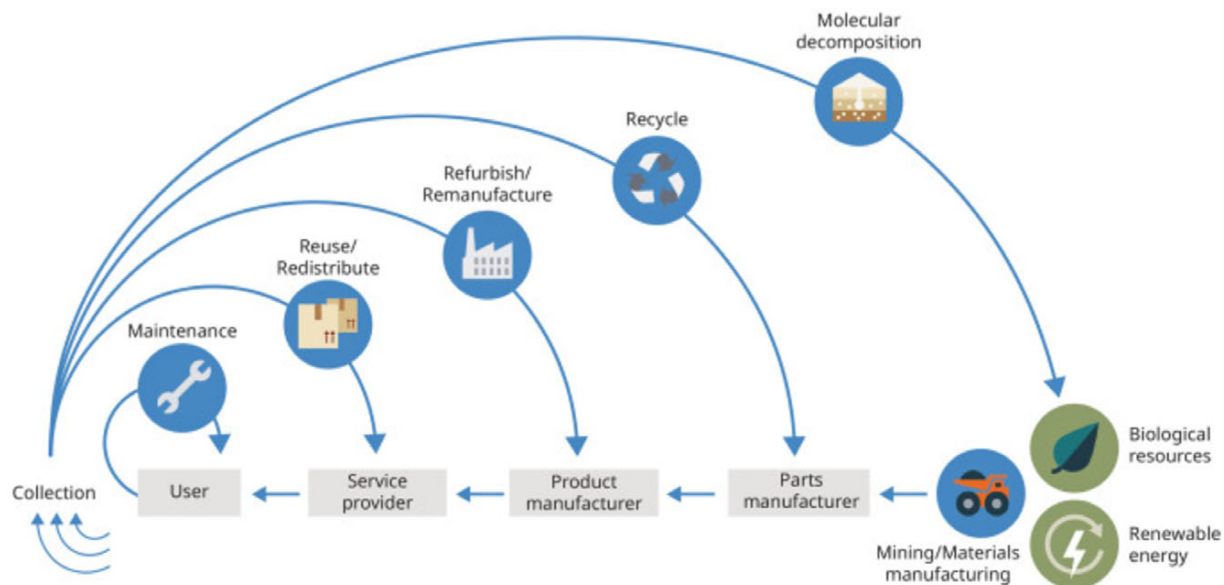 Molecular
decomposition
Recycle
Refurbish/
Remanufacture
Reuse/
Redistribute
Maintenance
Collection
User
Service
provider
Product
manufacturer
Parts
manufacturer
Mining/Materials
manufacturing
Biological
resources
Renewable
energy